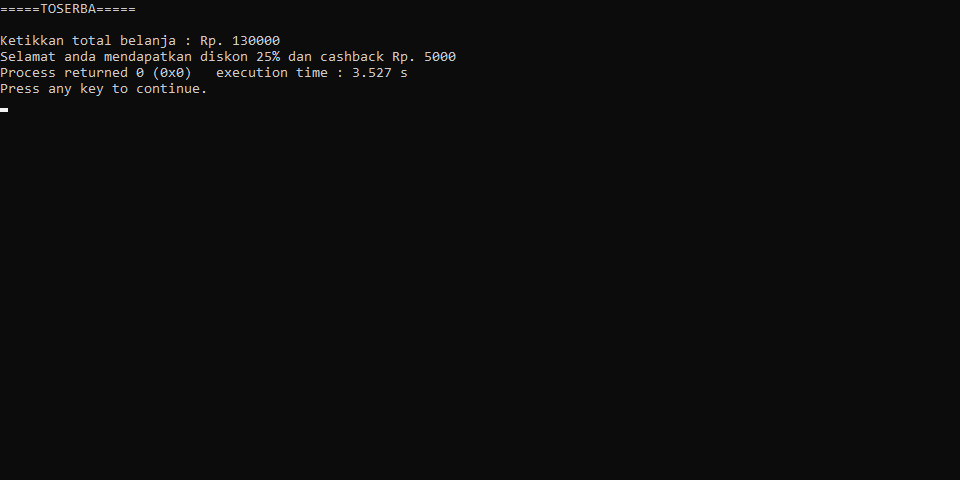 =====TOSERBA=====
Ketikkan total belanja : Rp. 130000
Selamat anda mendapatkan diskon 25% dan cashback Rp. 5000
Process returned 0 (0x0)   execution time : 3.527 s
Press any key to continue.